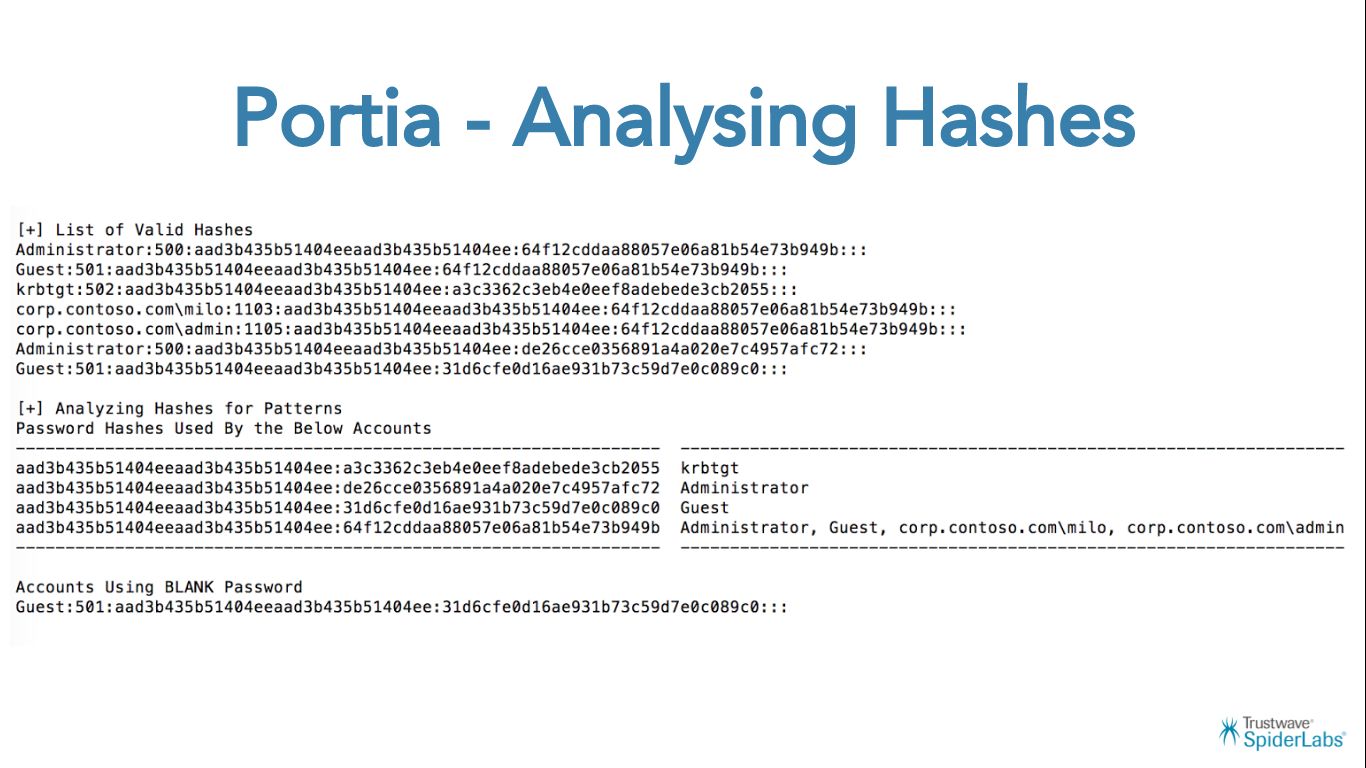 Portia - Analysing Hashes
[+] List of Valid Hashes
Administrator:500:aad3b435b51404eeaad3b435b51404ee:64f12cddaa88057e06a81b54e73b949b:::
Guest:501:aad3b435b51404eeaad3b435b51404ee:64f12cddaa88057e06a81b54e73b949b:::
krbtgt:502:aad3b435b51404eeaad3b435b51404ee:a3c3362c3eb4e0eef8adebede3cb2055:::
corp.contoso.com\milo:1103:aad3b435b51404eeaad3b435b51404ee:64f12cddaa88057e06a81b54e73b949b:::
corp.contoso.com\admin:1105:aad3b435b51404eeaad3b435b51404ee:64f12cddaa88057e06a81b54e73b949b:::
Administrator:500:aad3b435b51404eeaad3b435b51404ee:de26cce0356891a4a020e7c4957afc72:::
Guest:501:aad3b435b51404eeaad3b435b51404ee:31d6cfe0d16ae931b73c59d7e0c089c0:::
[+] Analyzing Hashes for Patterns
Password Hashes Used By the Below Accounts
aad3b435b51404eeaad3b435b51404ee:a3c3362c3eb4e0eef8adebede3cb2055 krbtgt
aad3b435b51404eeaad3b435b51404ee:de26cce0356891a4a020e7c4957afc72 Administrator
aad3b435b51404eeaad3b435b51404ee:31d6cfe0d16ae931b73c59d7e0c089c0 Guest
aad3b435b51404eeaad3b435b51404ee:64f12cddaa88057e06a81b54e73b949b Administrator, Guest, corp.contoso.com\milo, corp.contoso.com\admin
Accounts Using BLANK Password
Guest:501:aad3b435b51404eeaad3b435b51404ee:31d6cfe0d16ae931b73c59d7e0c089c0:::
Trustwave®
SpiderLabs®